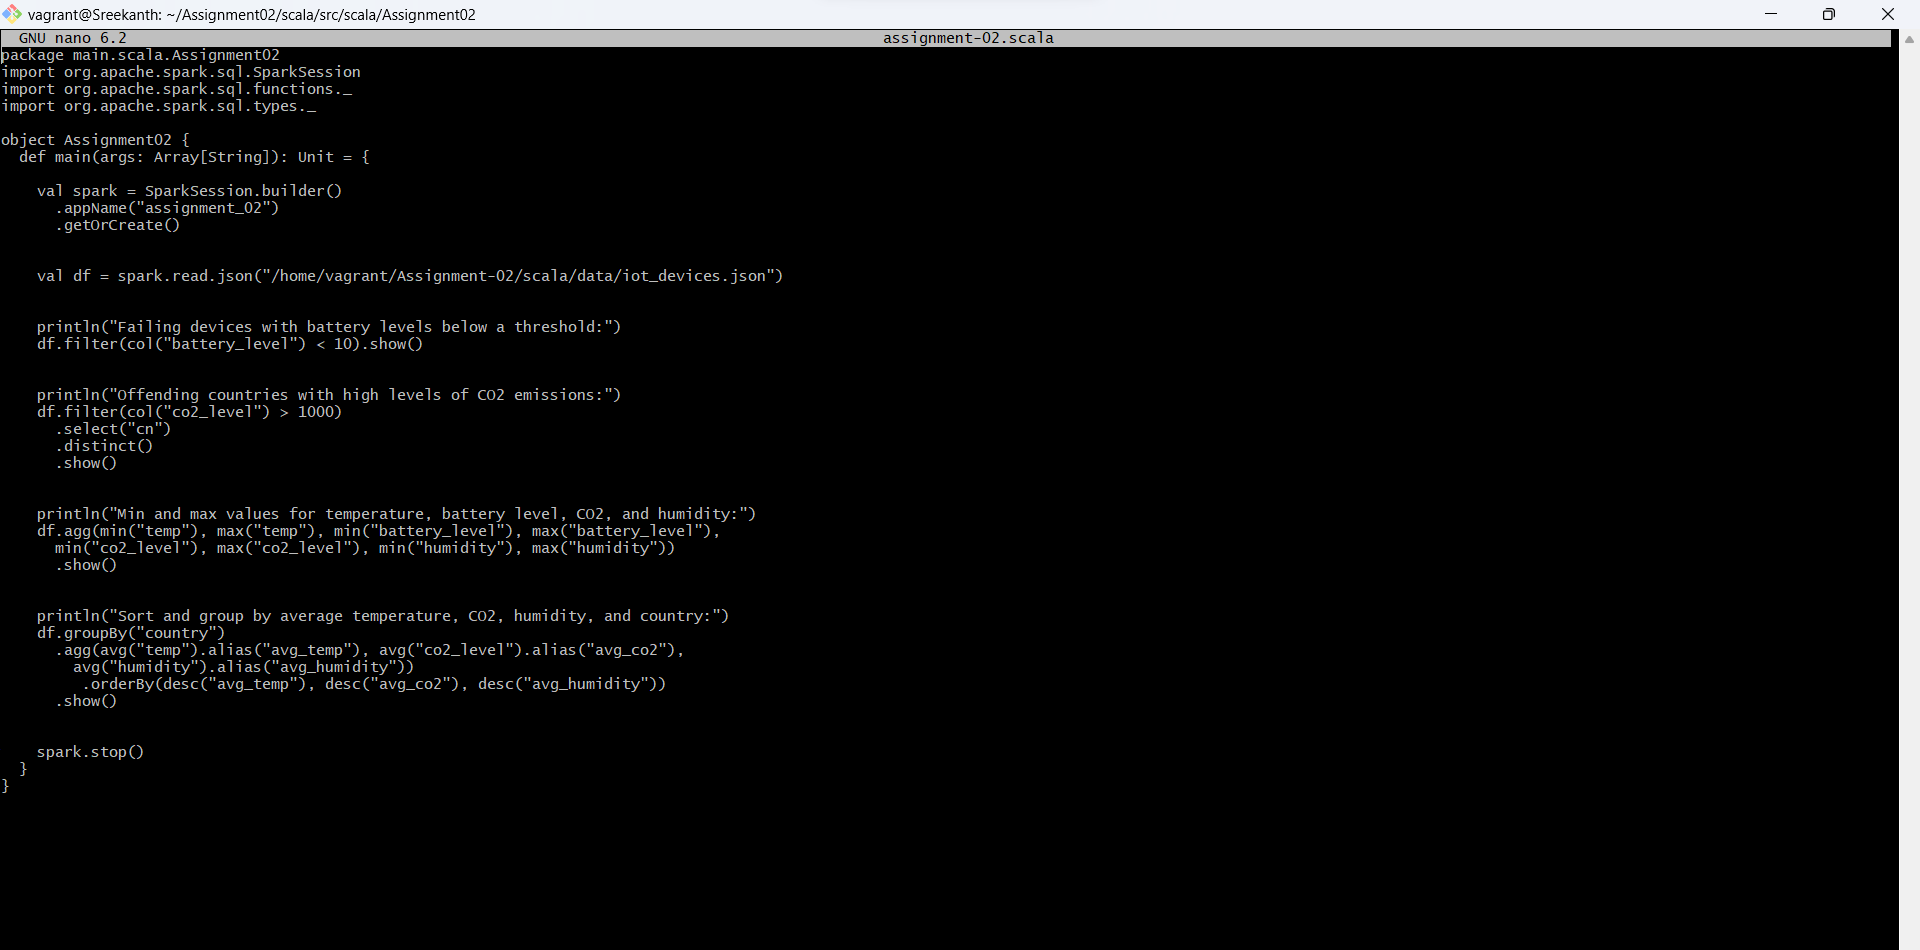 vagrant@Sreekanth: ~/Assignment02/scala/src/scala/Assignment02
GNU nano 6.2 assignment-02.scala
package main.scala.Assignment02
import org.apache.spark.sql.SparkSession
import org.apache.spark.sql.functions._
import org.apache.spark.sql.types._
object Assignment02 {
  def main(args: Array[String]): Unit = {
    val spark = SparkSession.builder()
      .appName("assignment_02")
      .getOrCreate()
    val df = spark.read.json("/home/vagrant/Assignment-02/scala/data/iot_devices.json")
    println("Failing devices with battery levels below a threshold:")
    df.filter(col("battery_level") < 10).show()
    println("Offending countries with high levels of CO2 emissions:")
    df.filter(col("co2_level") > 1000)
      .select("cn")
      .distinct()
      .show()
    println("Min and max values for temperature, battery level, CO2, and humidity:")
    df.agg(min("temp"), max("temp"), min("battery_level"), max("battery_level"),
      min("co2_level"), max("co2_level"), min("humidity"), max("humidity"))
      .show()
    println("Sort and group by average temperature, CO2, humidity, and country:")
    df.groupBy("country")
      .agg(avg("temp").alias("avg_temp"), avg("co2_level").alias("avg_co2"),
        avg("humidity").alias("avg_humidity"))
         .orderBy(desc("avg_temp"), desc("avg_co2"), desc("avg_humidity"))
      .show()
    spark.stop()
  }
}